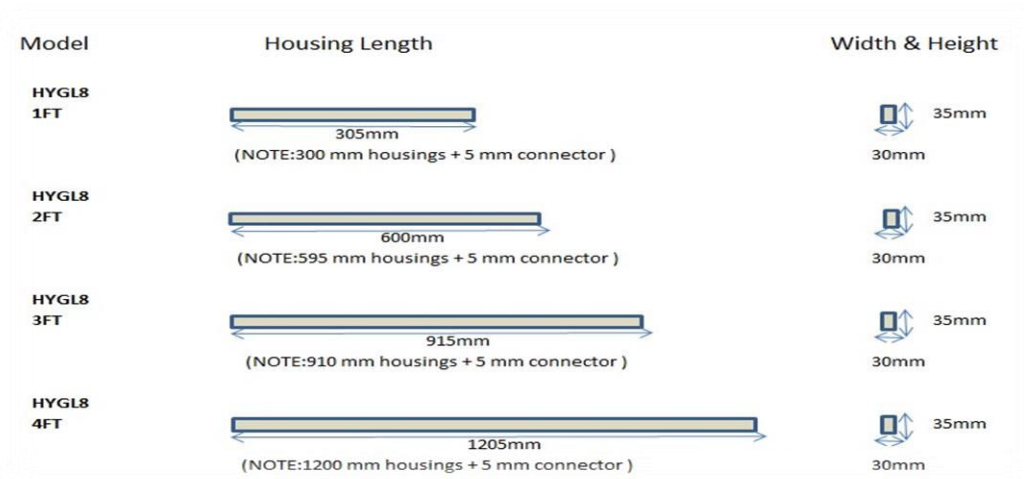 Model Housing Length Width & Height
HYGL8
1FT
35mm
305mm
(NOTE:300 mm housings + 5 mm connector )
30mm
HYGL8
2FT
35mm
600mm
(NOTE:595 mm housings + 5 mm connector )
30mm
HYGL8
3FT
35mm
915mm
(NOTE:910 mm housings + 5 mm connector )
30mm
HYGL8
4FT
35mm
1205mm
(NOTE:1200 mm housings + 5 mm connector )
30mm